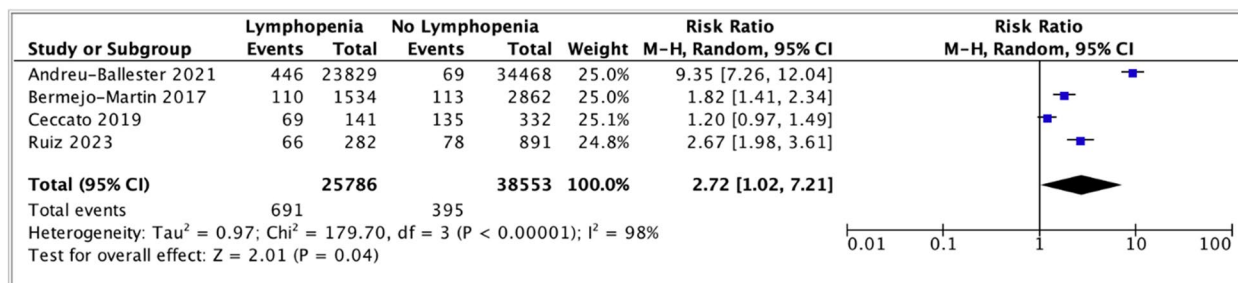 Lymphopenia No Lymphopenia Risk Ratio Risk Ratio
Study or Subgroup Events Total Events Total Weight M-H, Random, 95% CI M-H, Random, 95% CI
Andreu-Ballester 2021 446 23829 69 34468 25.0% 9.35 [7.26, 12.04]
Bermejo-Martin 2017 110 1534 113 2862 25.0% 1.82 [1.41, 2.34]
Ceccato 2019 69 141 135 332 25.1% 1.20 [0.97, 1.49]
Ruiz 2023 66 282 78 891 24.8% 2.67 [1.98, 3.61]
Total (95% CI) 25786 38553 100.0% 2.72 [1.02, 7.21]
Total events 691 395
Heterogeneity: Tau² = 0.97; Chi² = 179.70, df = 3 (P < 0.00001); I² = 98%
Test for overall effect: Z = 2.01 (P = 0.04)
0.01 0.1 1 10 100